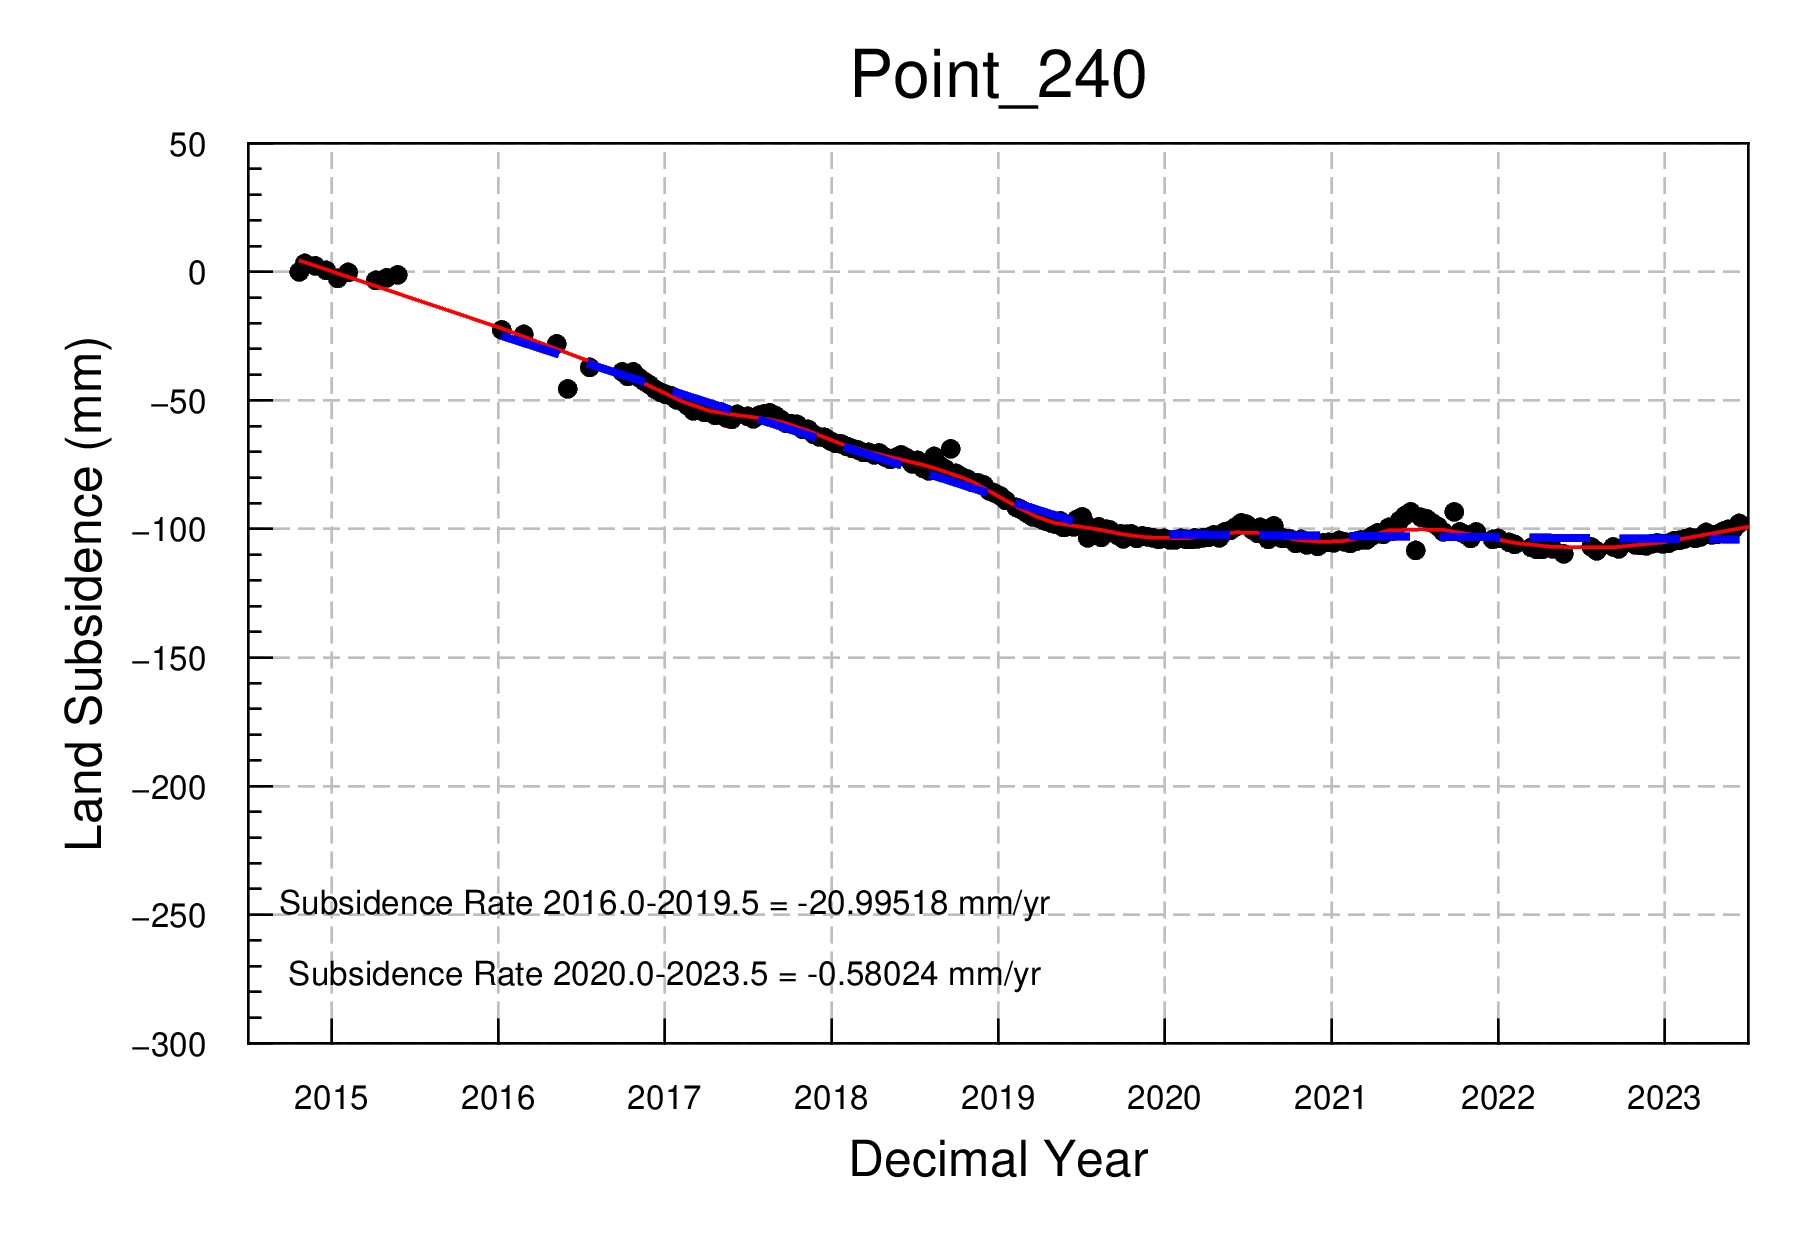 Point_240
50
0
−50
−100
−150
−200
−250
−300
Land Subsidence (mm)
Subsidence Rate 2016.0-2019.5 = -20.99518 mm/yr
Subsidence Rate 2020.0-2023.5 = -0.58024 mm/yr
2015 2016 2017 2018 2019 2020 2021 2022 2023
Decimal Year